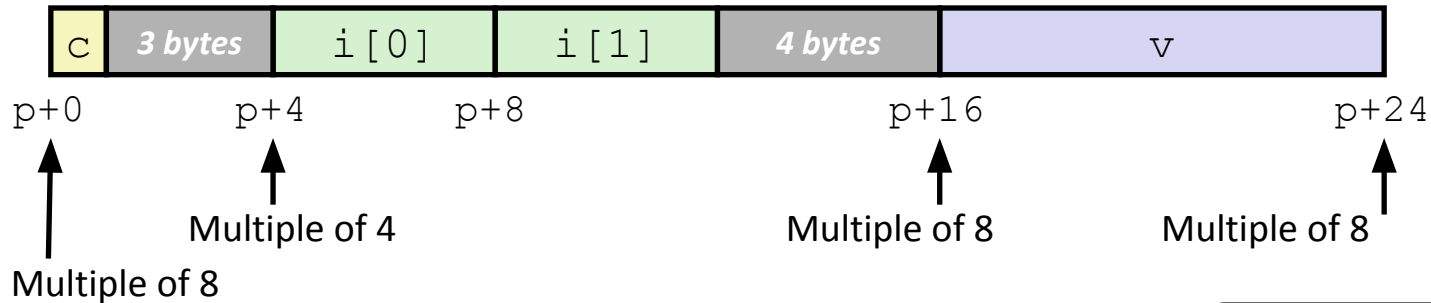 c 3 bytes i[0] i[1] 4 bytes v
p+0 p+4 p+8 p+16 p+24
Multiple of 4 Multiple of 8 Multiple of 8
Multiple of 8